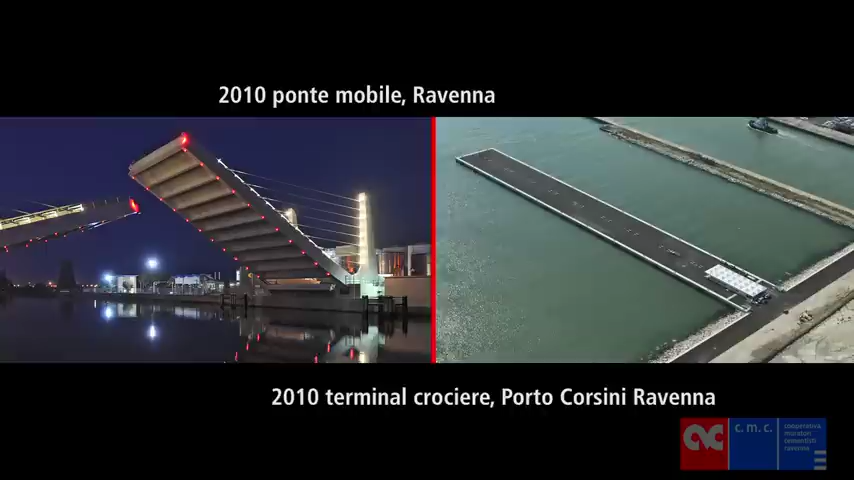 2010 ponte mobile, Ravenna
2010 terminal crociere, Porto Corsini Ravenna
c. m. c.
cooperativa
muratori
cementisti
ravenna